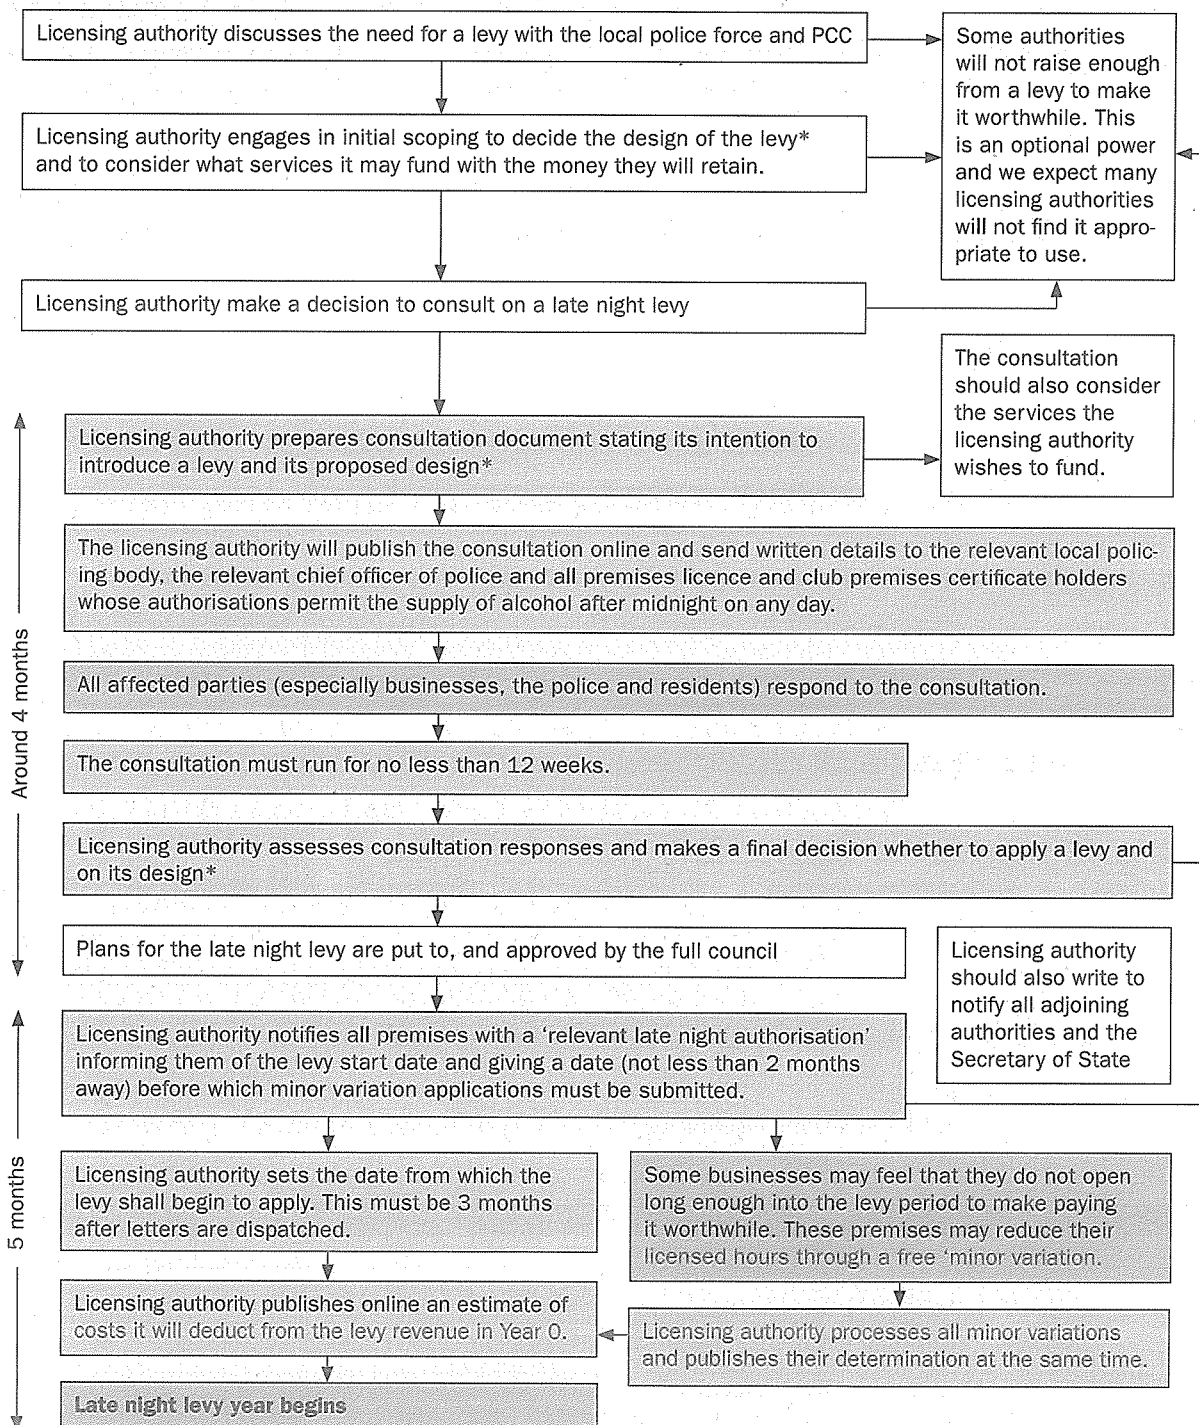 Licensing authority discusses the need for a levy with the local police force and PCC
Some authorities
will not raise enough
from a levy to make
it worthwhile. This
is an optional power
and we expect many
licensing authorities
will not find it appro-
priate to use.
Licensing authority engages in initial scoping to decide the design of the levy*
and to consider what services it may fund with the money they will retain.
Licensing authority make a decision to consult on a late night levy
The consultation
should also consider
the services the
licensing authority
wishes to fund.
Around 4 months
Licensing authority prepares consultation document stating its intention to
introduce a levy and its proposed design*
The licensing authority will publish the consultation online and send written details to the relevant local polic-
ing body, the relevant chief officer of police and all premises licence and club premises certificate holders
whose authorisations permit the supply of alcohol after midnight on any day.
All affected parties (especially businesses, the police and residents) respond to the consultation.
The consultation must run for no less than 12 weeks.
Licensing authority assesses consultation responses and makes a final decision whether to apply a levy and
on its design*
Plans for the late night levy are put to, and approved by the full council
Licensing authority
should also write to
notify all adjoining
authorities and the
Secretary of State
5 months
Licensing authority notifies all premises with a ‘relevant late night authorisation’
informing them of the levy start date and giving a date (not less than 2 months
away) before which minor variation applications must be submitted.
Licensing authority sets the date from which the
levy shall begin to apply. This must be 3 months
after letters are dispatched.
Some businesses may feel that they do not open
long enough into the levy period to make paying
it worthwhile. These premises may reduce their
licensed hours through a free ‘minor variation.
Licensing authority publishes online an estimate of
costs it will deduct from the levy revenue in Year 0.
Licensing authority processes all minor variations
and publishes their determination at the same time.
Late night levy year begins